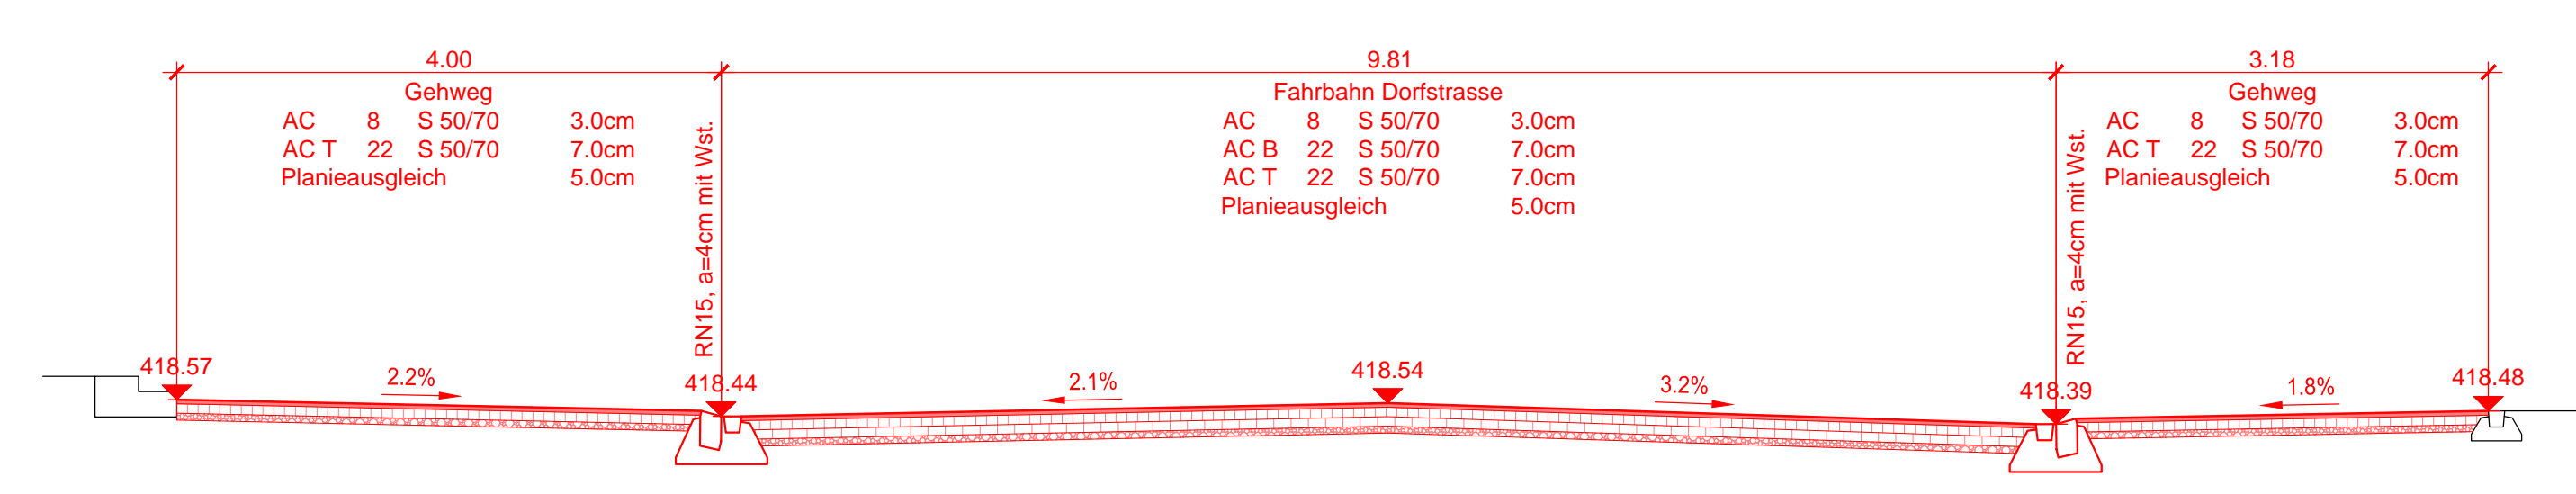 4.00
Gehweg
AC 8 S 50/70 3.0cm
AC T 22 S 50/70 7.0cm
Planieausgleich 5.0cm
RN15, a=4cm mit Wst.
9.81
Fahrbahn Dorfstrasse
AC 8 S 50/70 3.0cm
AC B 22 S 50/70 7.0cm
AC T 22 S 50/70 7.0cm
Planieausgleich 5.0cm
RN15, a=4cm mit Wst.
3.18
Gehweg
AC 8 S 50/70 3.0cm
AC T 22 S 50/70 7.0cm
Planieausgleich 5.0cm
418.57
2.2%
418.44
2.1%
418.54
3.2%
418.39
1.8%
418.48